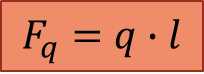 F_q = q · l